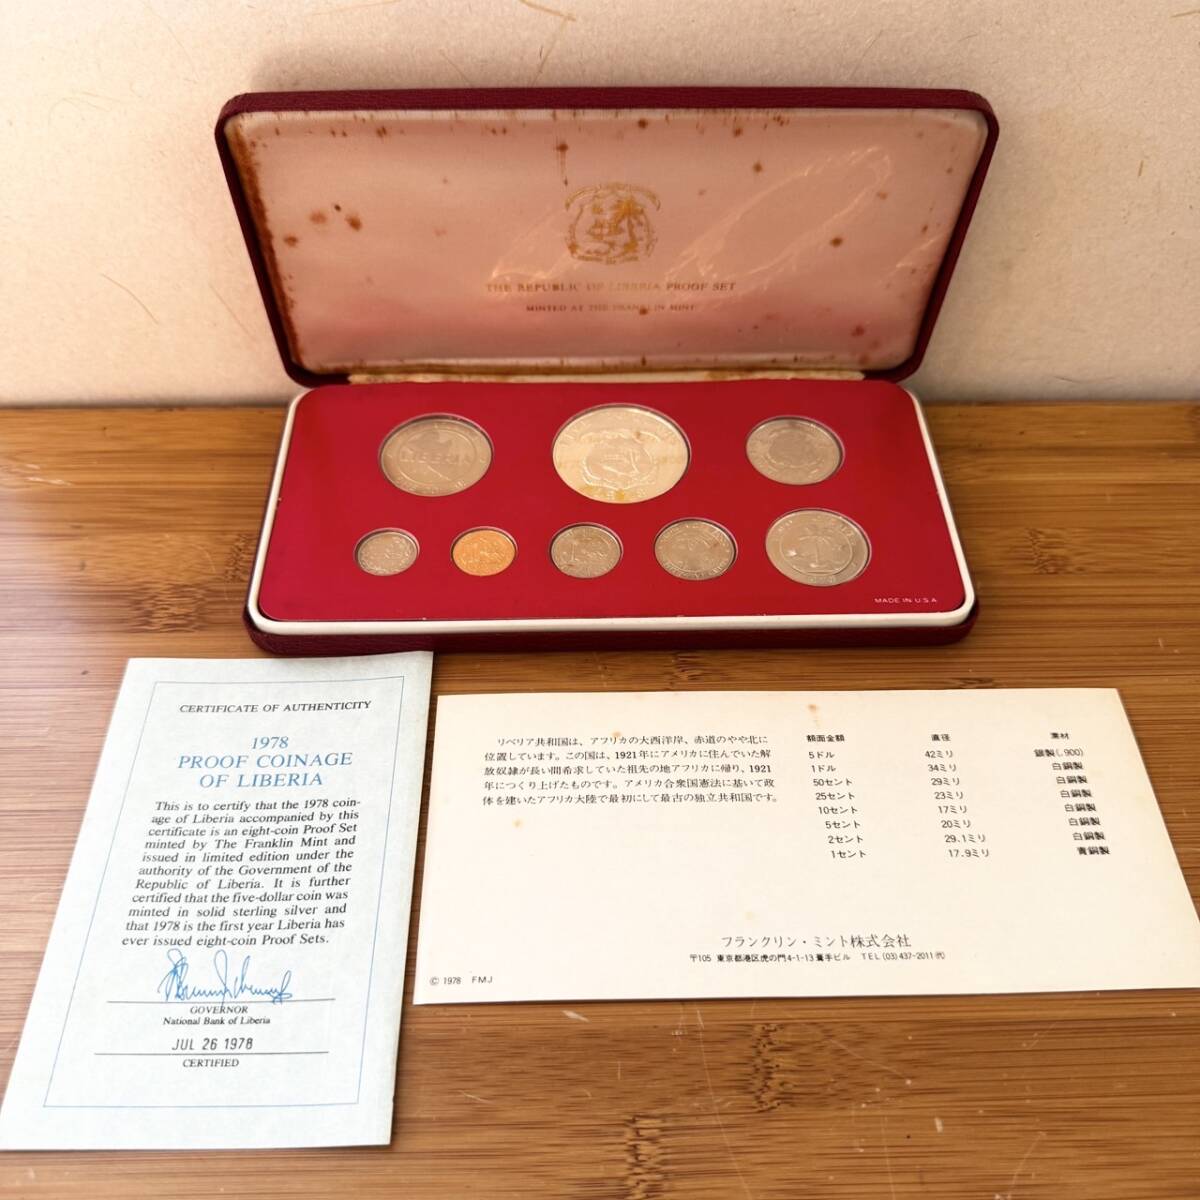 THE REPUBLIC OF LIBERIA PROOF SET
MINTED AT THE FRANKLIN MINT
LIBERIA
1978
MADE IN U.S.A.
CERTIFICATE OF AUTHENTICITY
1978
PROOF COINAGE
OF LIBERIA
This is to certify that the 1978 coin-
age of Liberia accompanied by this
certificate is an eight-coin Proof Set
minted by The Franklin Mint and
issued in limited edition under the
authority of the Government of the
Republic of Liberia. It is further
certified that the five-dollar coin was
minted in solid sterling silver and
that 1978 is the first year Liberia has
ever issued eight-coin Proof Sets.
GOVERNOR
National Bank of Liberia
JUL 26 1978
CERTIFIED
リベリア共和国は、アフリカの大西洋岸、赤道のやや北に
位置しています。この国は、1921年にアメリカに住んでいた解
放奴隷が長い間希求していた祖先の地アフリカに帰り、1921
年につくり上げたものです。アメリカ合衆国憲法に基いて政
体を建いたアフリカ大陸で最初にして最古の独立共和国です。
額面金額 直径 素材
5ドル 42ミリ 銀製(.900)
1ドル 34ミリ 白銅製
50セント 29ミリ 白銅製
25セント 23ミリ 白銅製
10セント 17ミリ 白銅製
5セント 20ミリ 白銅製
2セント 29.1ミリ 白銅製
1セント 17.9ミリ 青銅製
フランクリン・ミント株式会社
〒105 東京都港区虎の門4-1-13 ビル TEL (03)437-2011㈹
© 1978 FMJ